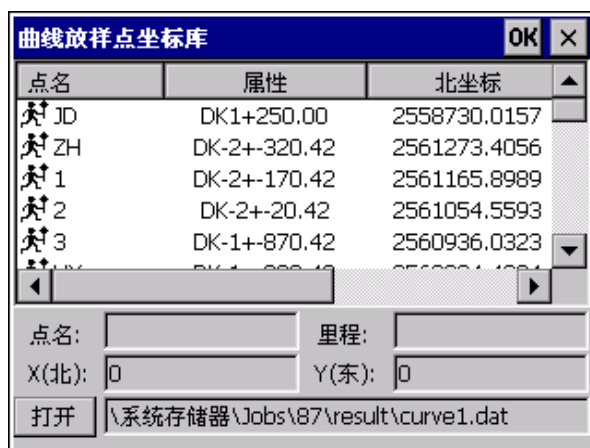 曲线放样点坐标库 OK ×
点名 属性 北坐标
JD DK1+250.00 2558730.0157
ZH DK-2+-320.42 2561273.4056
1 DK-2+-170.42 2561165.8989
2 DK-2+-20.42 2561054.5593
3 DK-1+-870.42 2560936.0323
点名: 里程:
X(北): 0 Y(东): 0
打开 \系统存储器\Jobs\87\result\curve1.dat